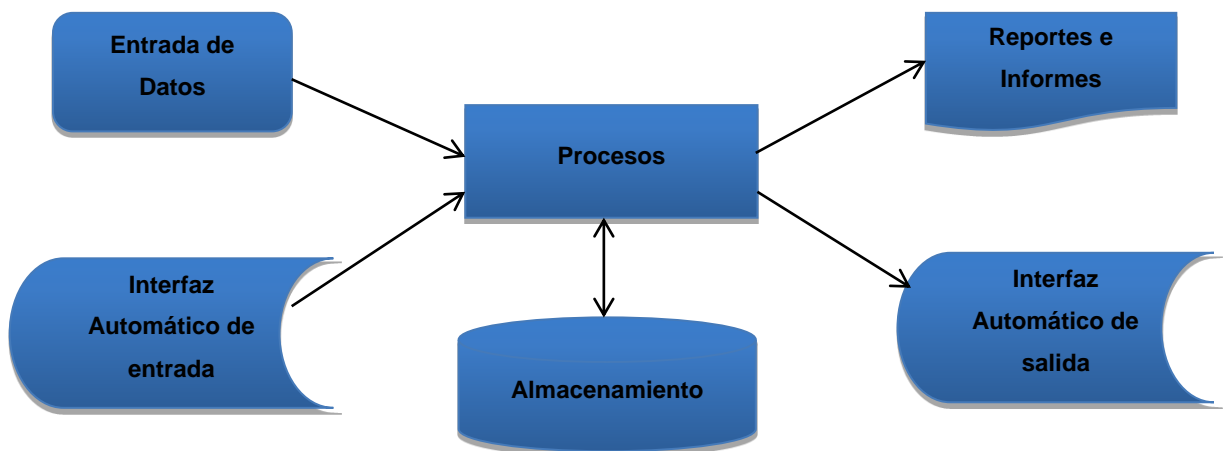 Entrada de
Datos
Reportes e
Informes
Procesos
Interfaz
Automático de
entrada
Interfaz
Automático de
salida
Almacenamiento